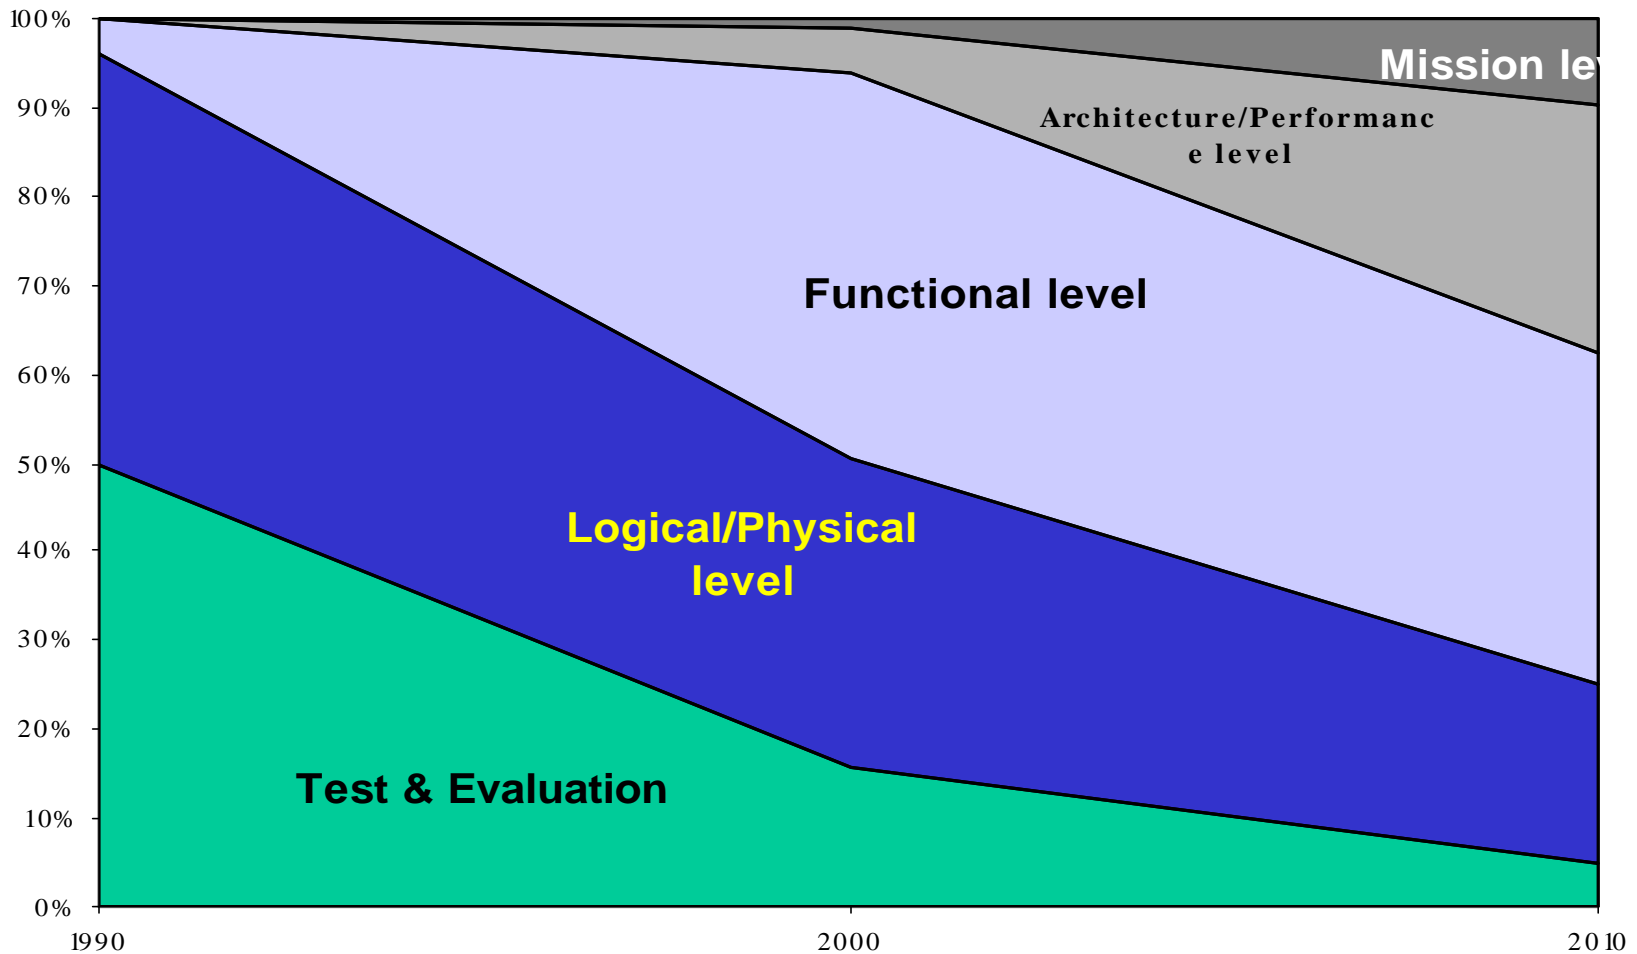 100%
Mission le
90%
Architecture/Performanc
e level
80%
70%
Functional level
60%
50%
Logical/Physical
40%
level
30%
20%
Test & Evaluation
10%
0%
1990 2000 2010